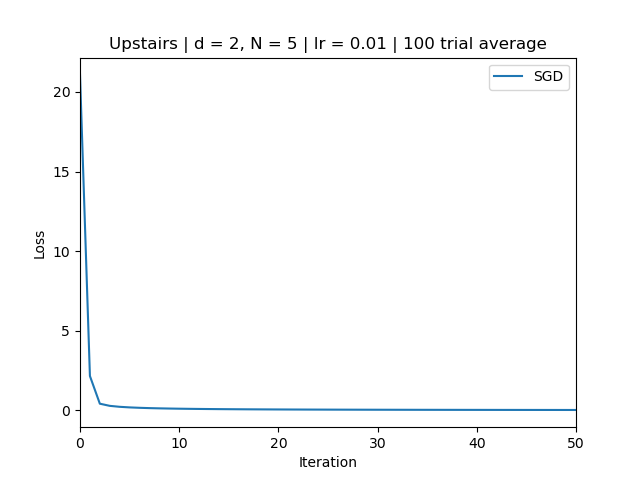 Upstairs | d = 2, N = 5 | lr = 0.01 | 100 trial average
SGD
20
15
10
5
0
Loss
0 10 20 30 40 50
Iteration